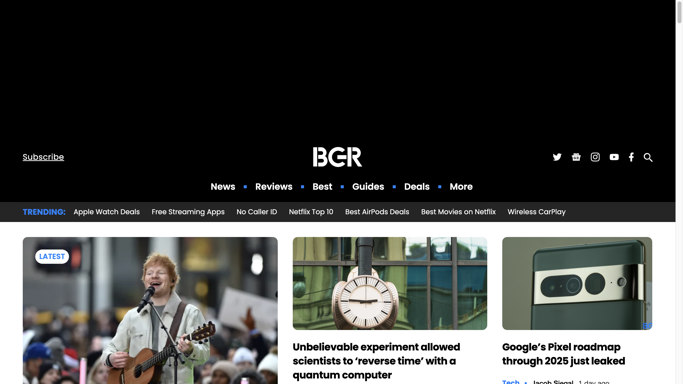 Subscribe
BGR
News Reviews Best Guides Deals More
TRENDING: Apple Watch Deals Free Streaming Apps No Caller ID Netflix Top 10 Best AirPods Deals Best Movies on Netflix Wireless CarPlay
LATEST
Unbelievable experiment allowed
scientists to ‘reverse time’ with a
quantum computer
Google’s Pixel roadmap
through 2025 just leaked
Tech • Jacob Siegal 1 day ago